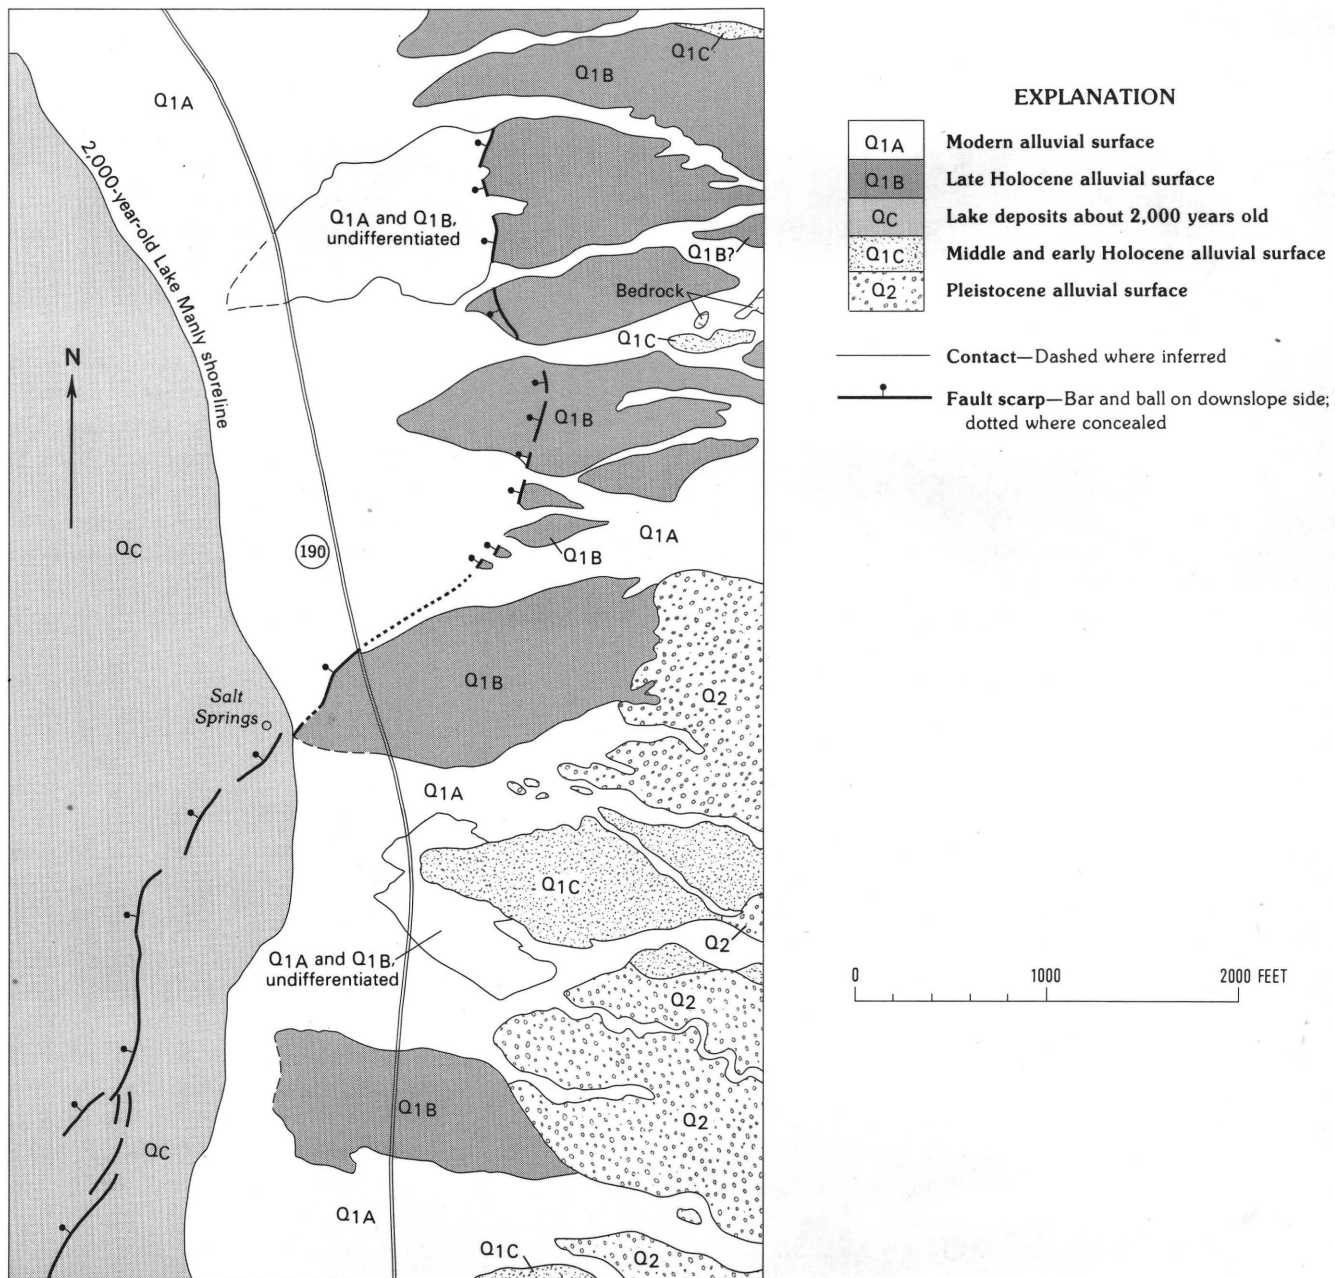 Q1C
Q1B
Q1A
2,000-year-old Lake Manly shoreline
Q1A and Q1B,
undifferentiated
Q1B?
Bedrock
Q1C
N
Q1B
Q1A
QC
190
Q1B
Q1B
Q2
Salt
Springs
Q1A
Q1C
Q2
Q1A and Q1B,
undifferentiated
Q2
Q1B
Q2
QC
Q1A
Q1C
Q2
EXPLANATION
Q1A Modern alluvial surface
Q1B Late Holocene alluvial surface
QC Lake deposits about 2,000 years old
Q1C Middle and early Holocene alluvial surface
Q2 Pleistocene alluvial surface
Contact—Dashed where inferred
Fault scarp—Bar and ball on downslope side;
dotted where concealed
0 1000 2000 FEET